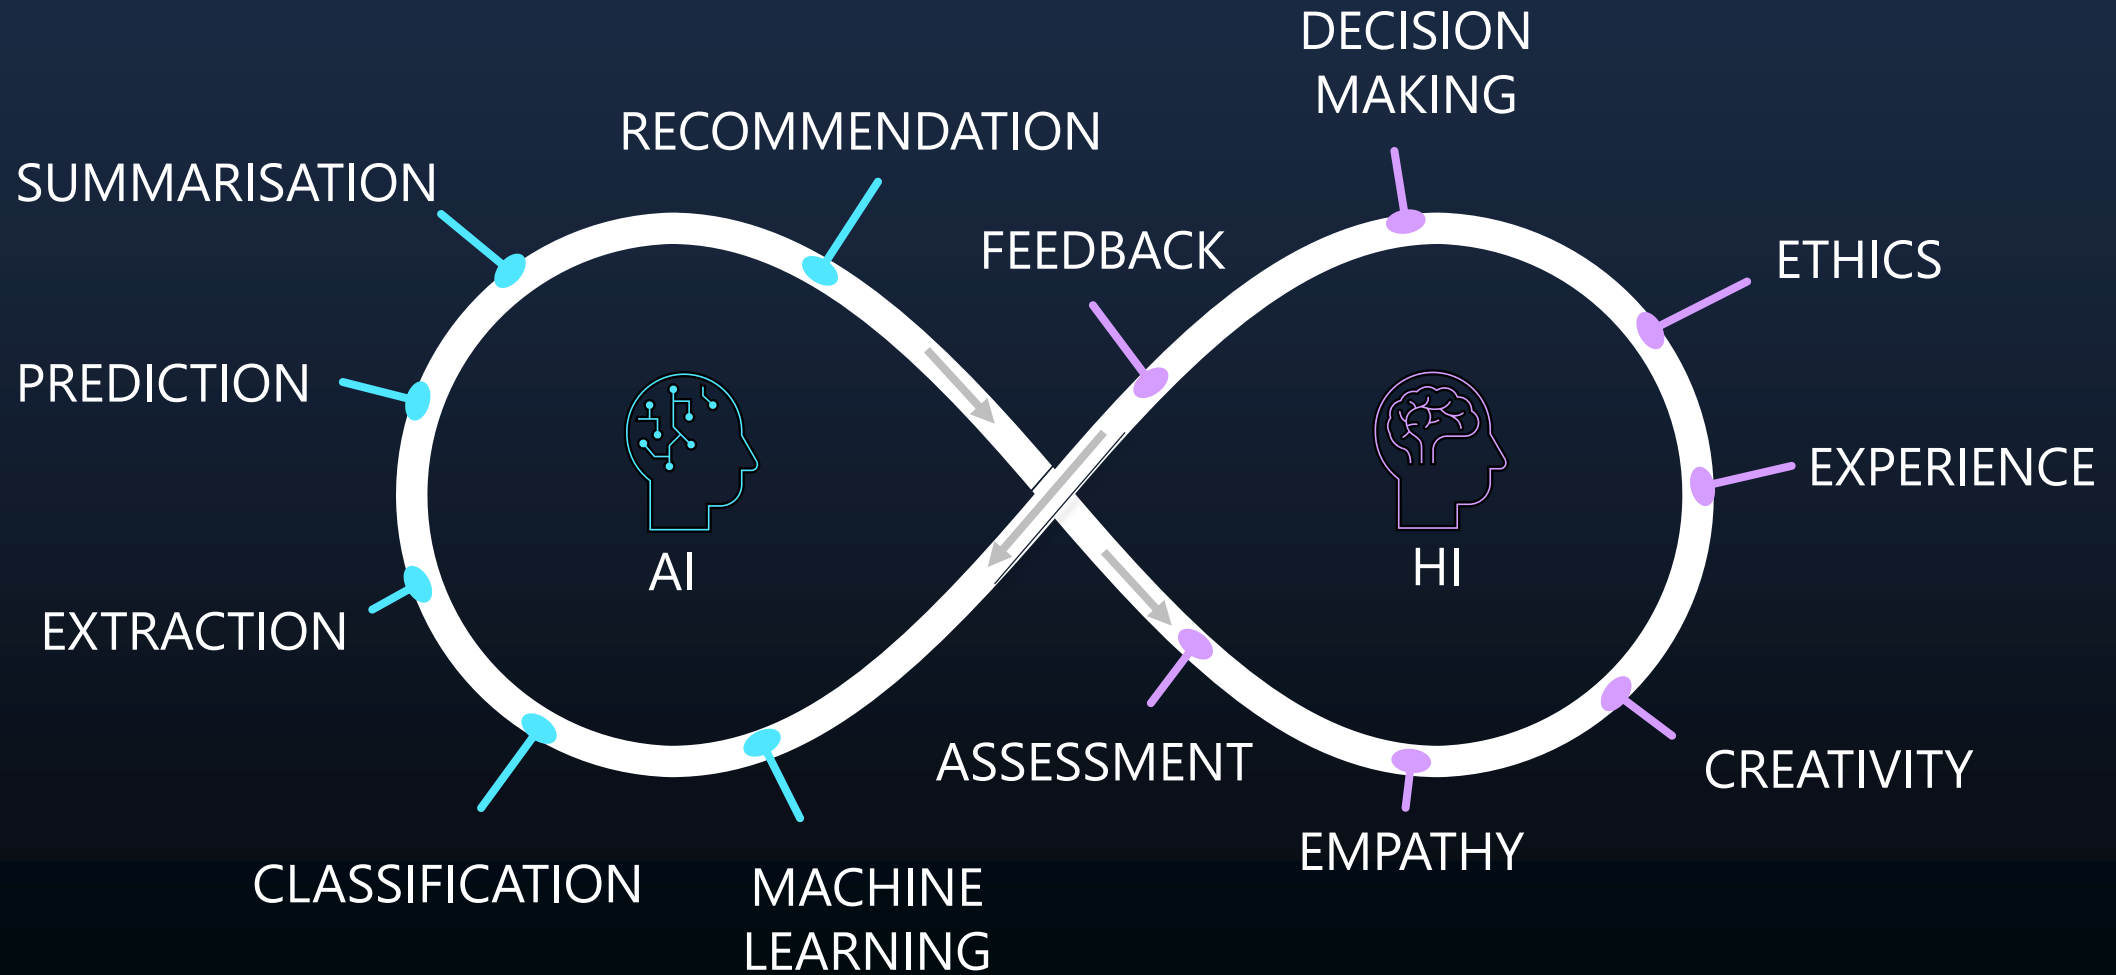 DECISION
MAKING
RECOMMENDATION
SUMMARISATION
FEEDBACK
ETHICS
PREDICTION
EXPERIENCE
AI
HI
EXTRACTION
ASSESSMENT
CREATIVITY
EMPATHY
CLASSIFICATION
MACHINE
LEARNING